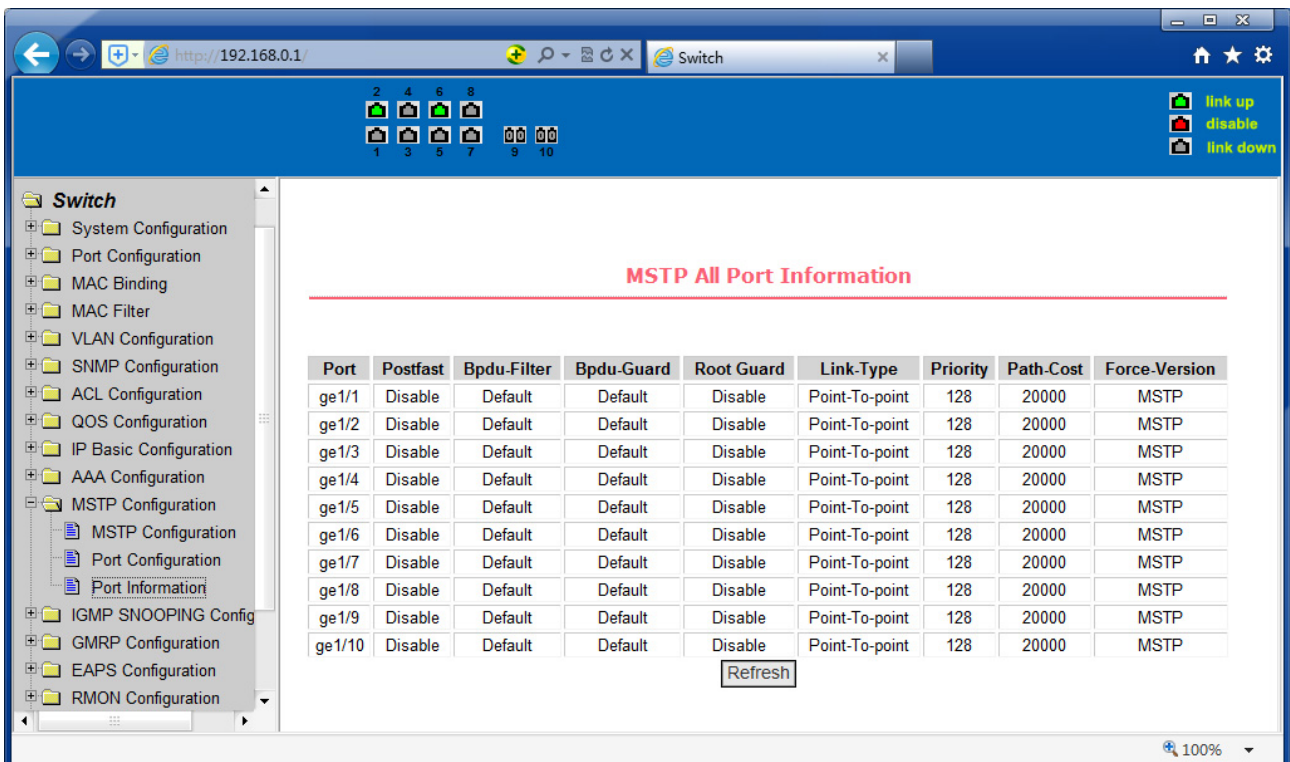 http://192.168.0.1/
Switch
2 4 6 8
1 3 5 7 9 10
link up
disable
link down
Switch
System Configuration
Port Configuration
MAC Binding
MAC Filter
VLAN Configuration
SNMP Configuration
ACL Configuration
QOS Configuration
IP Basic Configuration
AAA Configuration
MSTP Configuration
MSTP Configuration
Port Configuration
Port Information
IGMP SNOOPING Config
GMRP Configuration
EAPS Configuration
RMON Configuration
MSTP All Port Information
Port Postfast Bpdu-Filter Bpdu-Guard Root Guard Link-Type Priority Path-Cost Force-Version
ge1/1 Disable Default Default Disable Point-To-point 128 20000 MSTP
ge1/2 Disable Default Default Disable Point-To-point 128 20000 MSTP
ge1/3 Disable Default Default Disable Point-To-point 128 20000 MSTP
ge1/4 Disable Default Default Disable Point-To-point 128 20000 MSTP
ge1/5 Disable Default Default Disable Point-To-point 128 20000 MSTP
ge1/6 Disable Default Default Disable Point-To-point 128 20000 MSTP
ge1/7 Disable Default Default Disable Point-To-point 128 20000 MSTP
ge1/8 Disable Default Default Disable Point-To-point 128 20000 MSTP
ge1/9 Disable Default Default Disable Point-To-point 128 20000 MSTP
ge1/10 Disable Default Default Disable Point-To-point 128 20000 MSTP
Refresh
100%